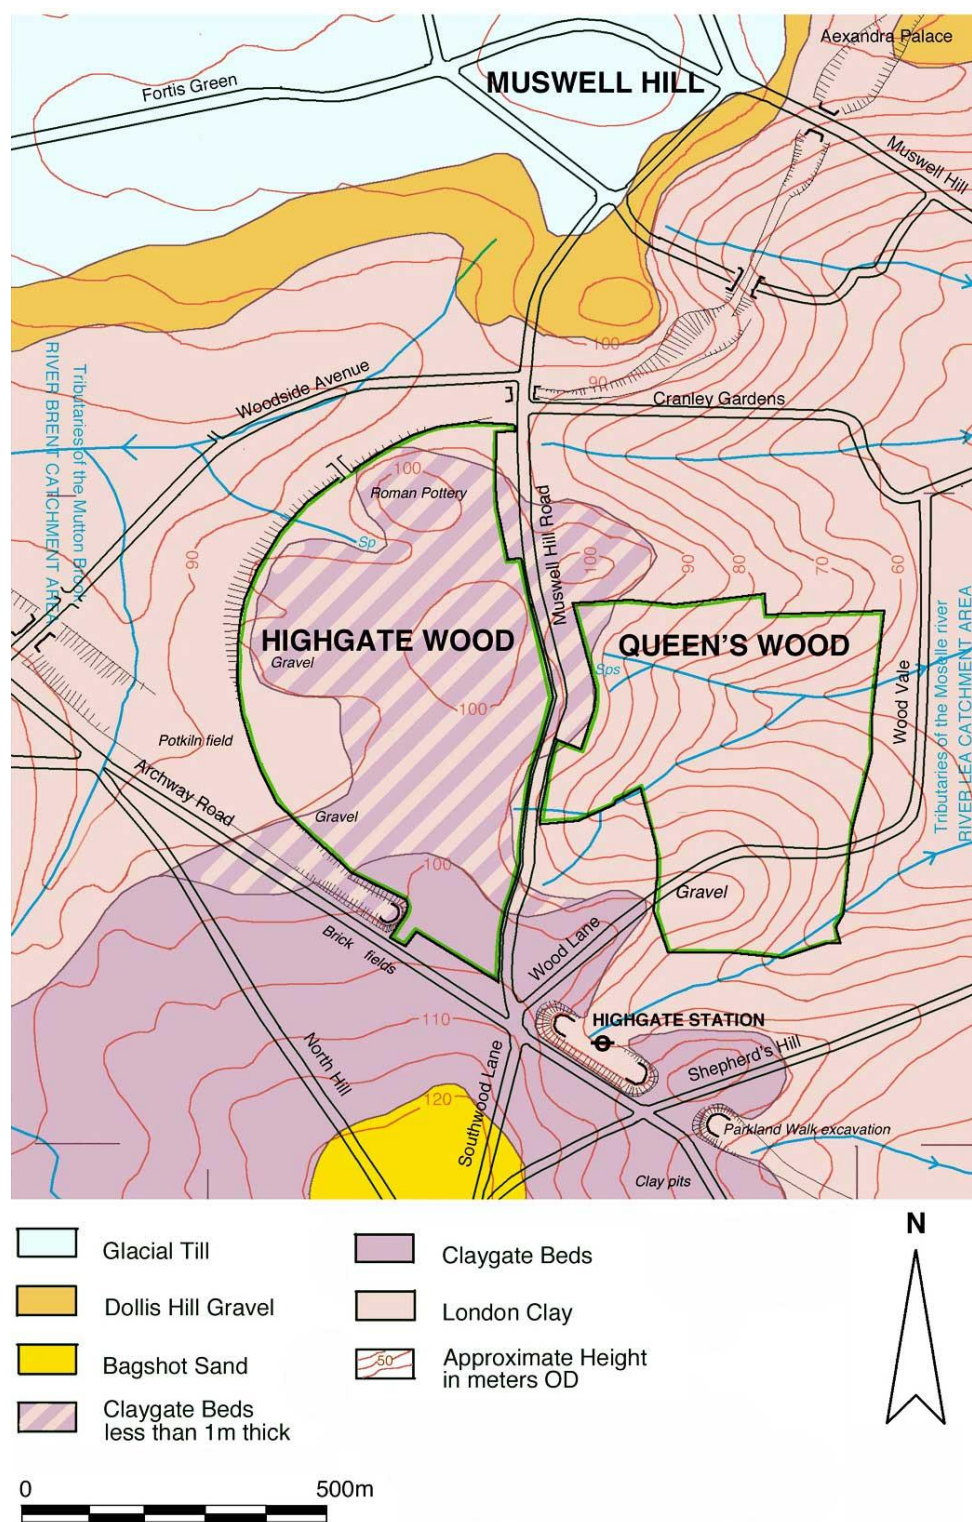 Aexandra Palace
MUSWELL HILL
Fortis Green
Muswell Hill
100
90
Woodside Avenue
Cranley Gardens
Tributaries of the Mutton Brook
RIVER BRENT CATCHMENT AREA
100
Roman Pottery
Muswell Hill Road
Sp
90
100
90
80
70
60
HIGHGATE WOOD
QUEEN'S WOOD
Gravel
Sps
100
Wood Vale
Tributaries of the Moselle river
RIVER LEA CATCHMENT AREA
Potkiln field
Archway Road
Gravel
100
Gravel
Brick fields
Wood Lane
110
HIGHGATE STATION
North Hill
Southwood Lane
Shepherd's Hill
120
Parkland Walk excavation
Clay pits
Glacial Till
Claygate Beds
Dollis Hill Gravel
London Clay
Bagshot Sand
50
Approximate Height
in meters OD
Claygate Beds
less than 1m thick
N
0
500m